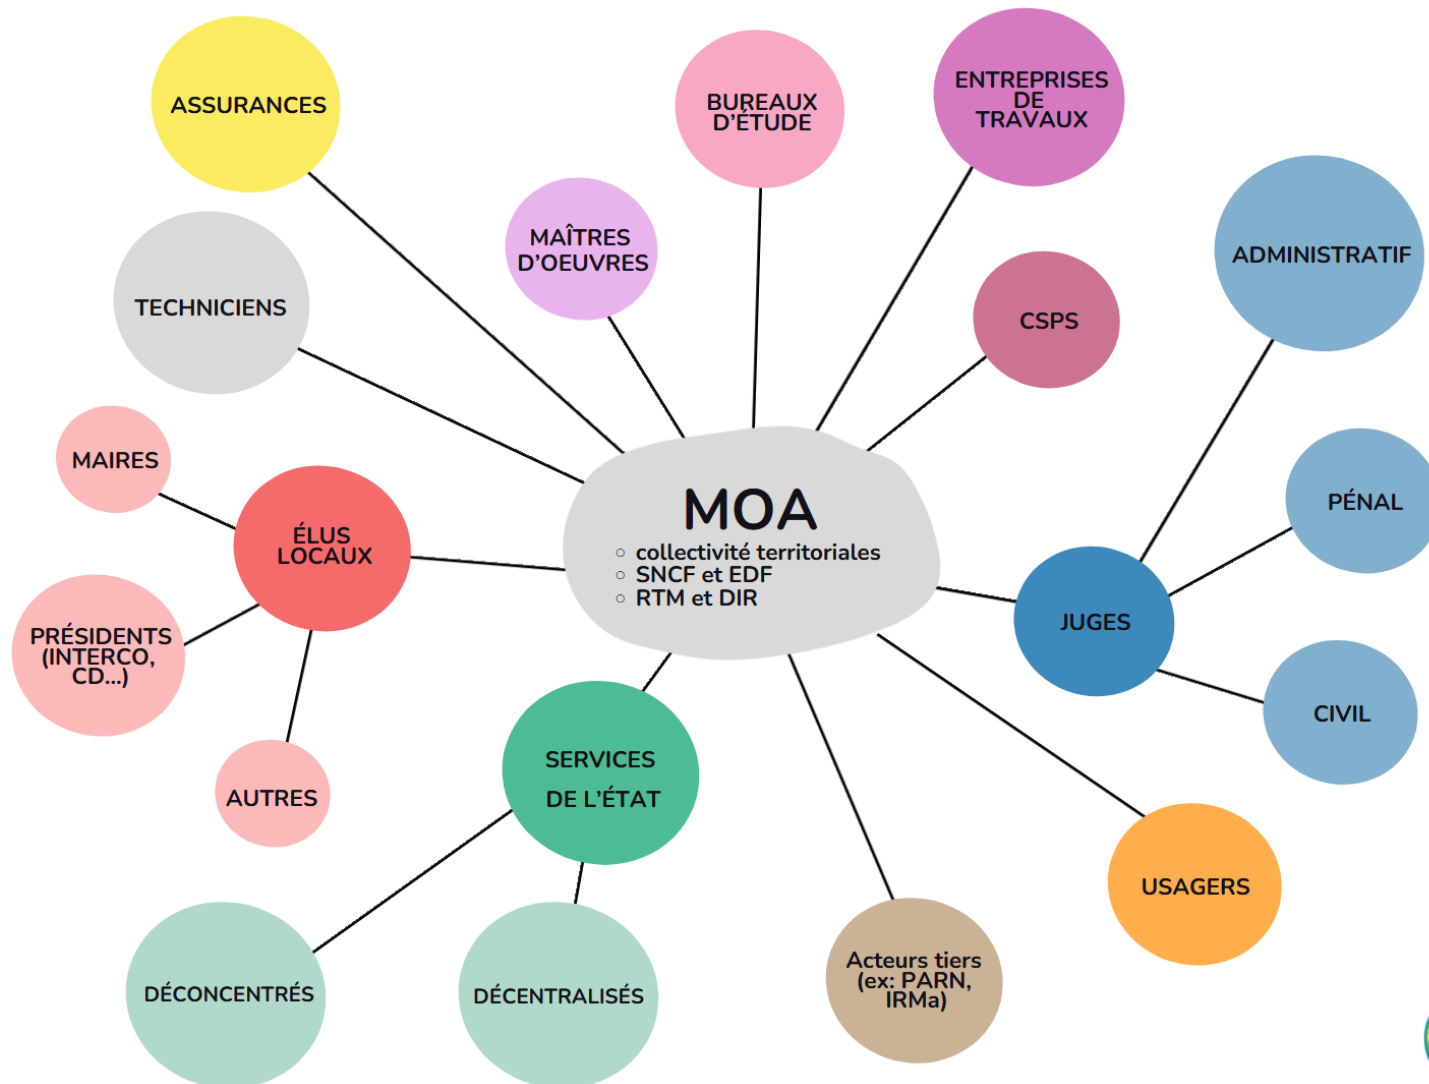 ASSURANCES
BUREAUX
D'ÉTUDE
ENTREPRISES
DE
TRAVAUX
MAÎTRES
D'OEUVRES
ADMINISTRATIF
TECHNICIENS
CSPS
MAIRES
ÉLUS
LOCAUX
MOA
collectivité territoriales
SNCF et EDF
RTM et DIR
PÉNAL
JUGES
PRÉSIDENTS
(INTERCO,
CD...)
CIVIL
AUTRES
SERVICES
DE L'ÉTAT
USAGERS
DÉCONCENTRÉS
DÉCENTRALISÉS
Acteurs tiers
(ex: PARN,
IRMa)